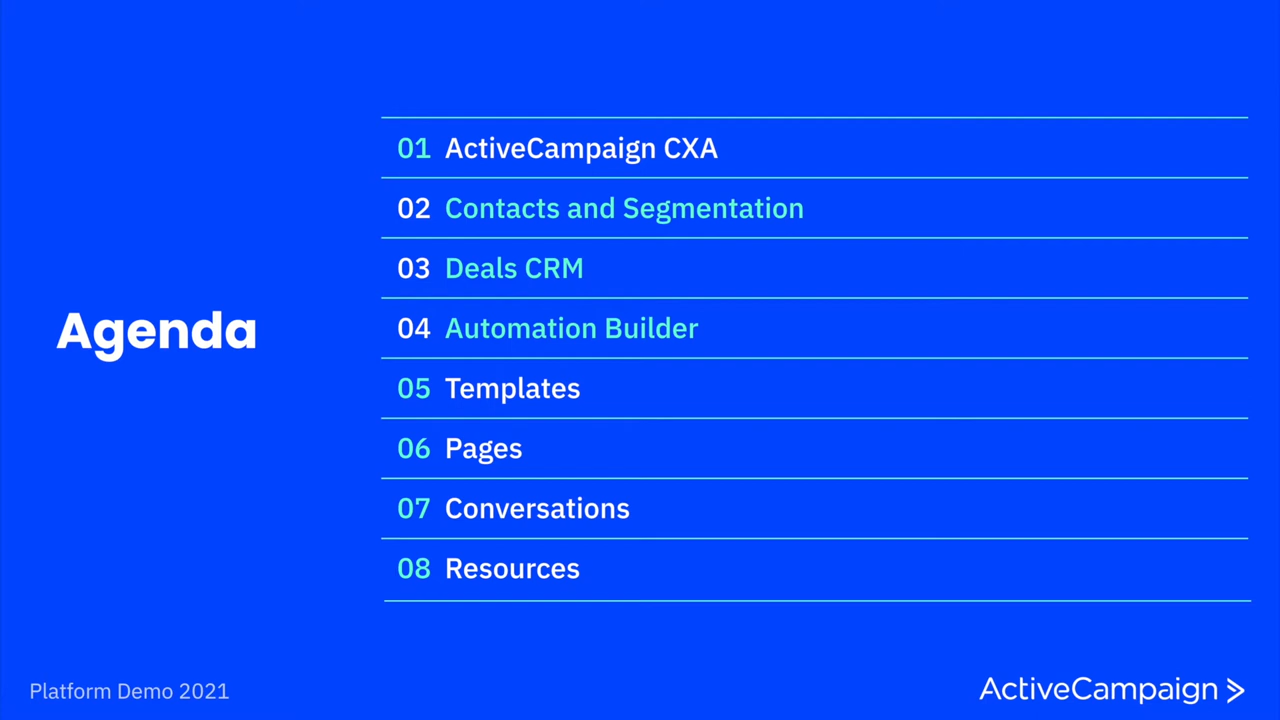 Agenda
01 ActiveCampaign CXA
02 Contacts and Segmentation
03 Deals CRM
04 Automation Builder
05 Templates
06 Pages
07 Conversations
08 Resources
Platform Demo 2021
ActiveCampaign